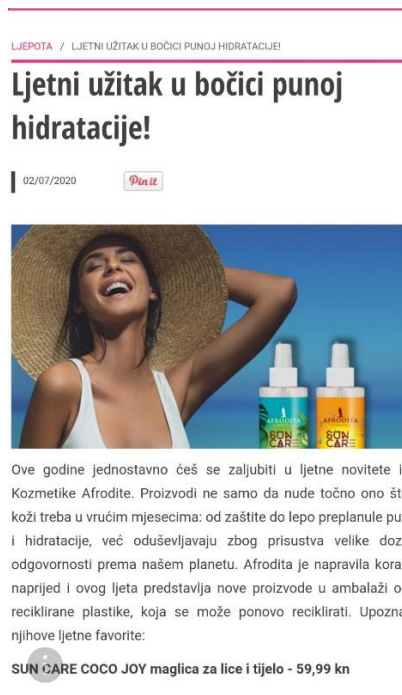 LJEPOTA / LJETNI UŽITAK U BOČICI PUNOJ HIDRATACIJE!
Ljetni užitak u bočici punoj
hidratacije!
02/07/2020
Pin it
AFRODITA
SUN
CARE
AFRODITA
SUN
CARE
Ove godine jednostavno ćeš se zaljubiti u ljetne novitete i
Kozmetike Afrodite. Proizvodi ne samo da nude točno ono št
koži treba u vrućim mjesecima: od zaštite do lepo preplanule pu
i hidratacije, već oduševljavaju zbog prisustva velike doz
odgovornosti prema našem planetu. Afrodita je napravila kora
naprijed i ovog ljeta predstavlja nove proizvode u ambalaži o
reciklirane plastike, koja se može ponovo reciklirati. Upozna
njihove ljetne favorite:
SUN CARE COCO JOY maglica za lice i tijelo - 59,99 kn